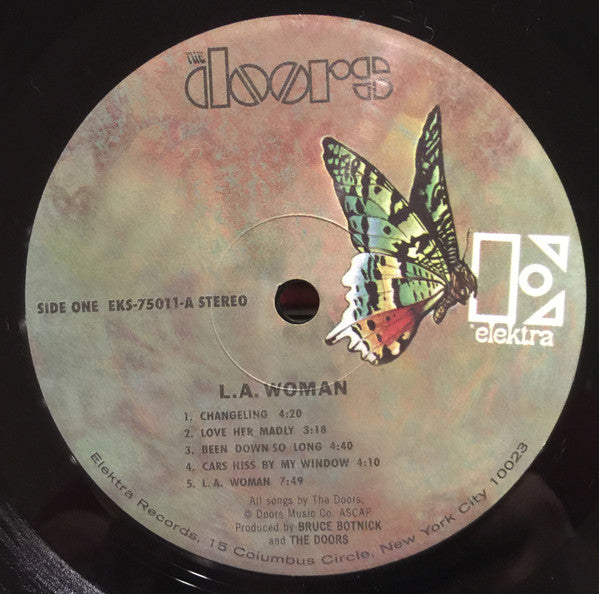 THE
doors
elektra
SIDE ONE EKS-75011-A STEREO
L.A. WOMAN
1. CHANGELING 4:20
2. LOVE HER MADLY 3:18
3. BEEN DOWN SO LONG 4:40
4. CARS HISS BY MY WINDOW 4:10
5. L.A. WOMAN 7:49
All songs by The Doors,
© Doors Music Co. ASCAP
Produced by BRUCE BOTNICK
and THE DOORS
Elektra Records, 15 Columbus Circle, New York City 10023